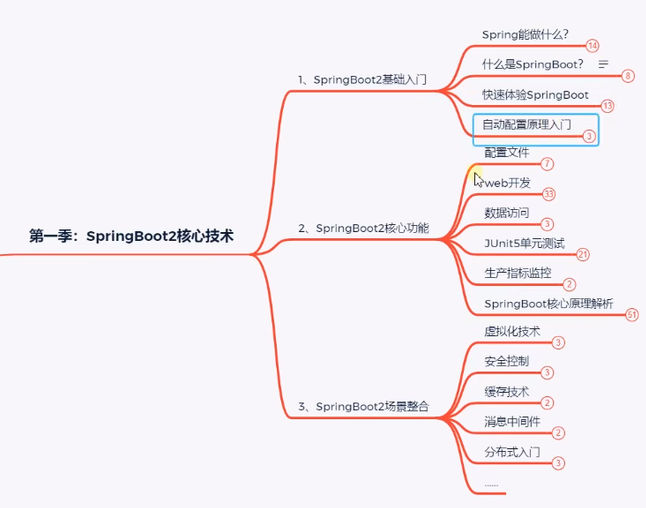 第一季：SpringBoot2核心技术
1、SpringBoot2基础入门
Spring能做什么？
14
什么是SpringBoot？
8
快速体验SpringBoot
13
自动配置原理入门
3
2、SpringBoot2核心功能
配置文件
7
web开发
33
数据访问
3
JUnit5单元测试
21
生产指标监控
2
SpringBoot核心原理解析
51
3、SpringBoot2场景整合
虚拟化技术
3
安全控制
3
缓存技术
2
消息中间件
2
分布式入门
3
......